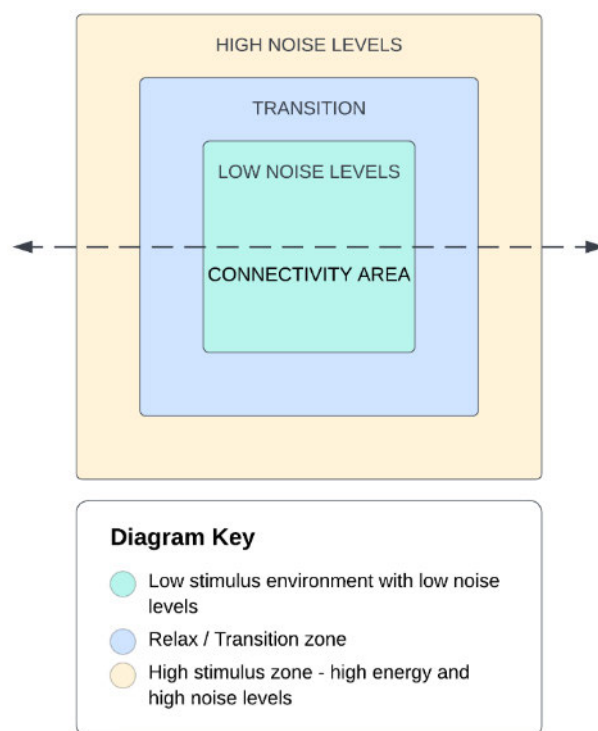 HIGH NOISE LEVELS
TRANSITION
LOW NOISE LEVELS
CONNECTIVITY AREA
Diagram Key
Low stimulus environment with low noise
levels
Relax / Transition zone
High stimulus zone - high energy and
high noise levels